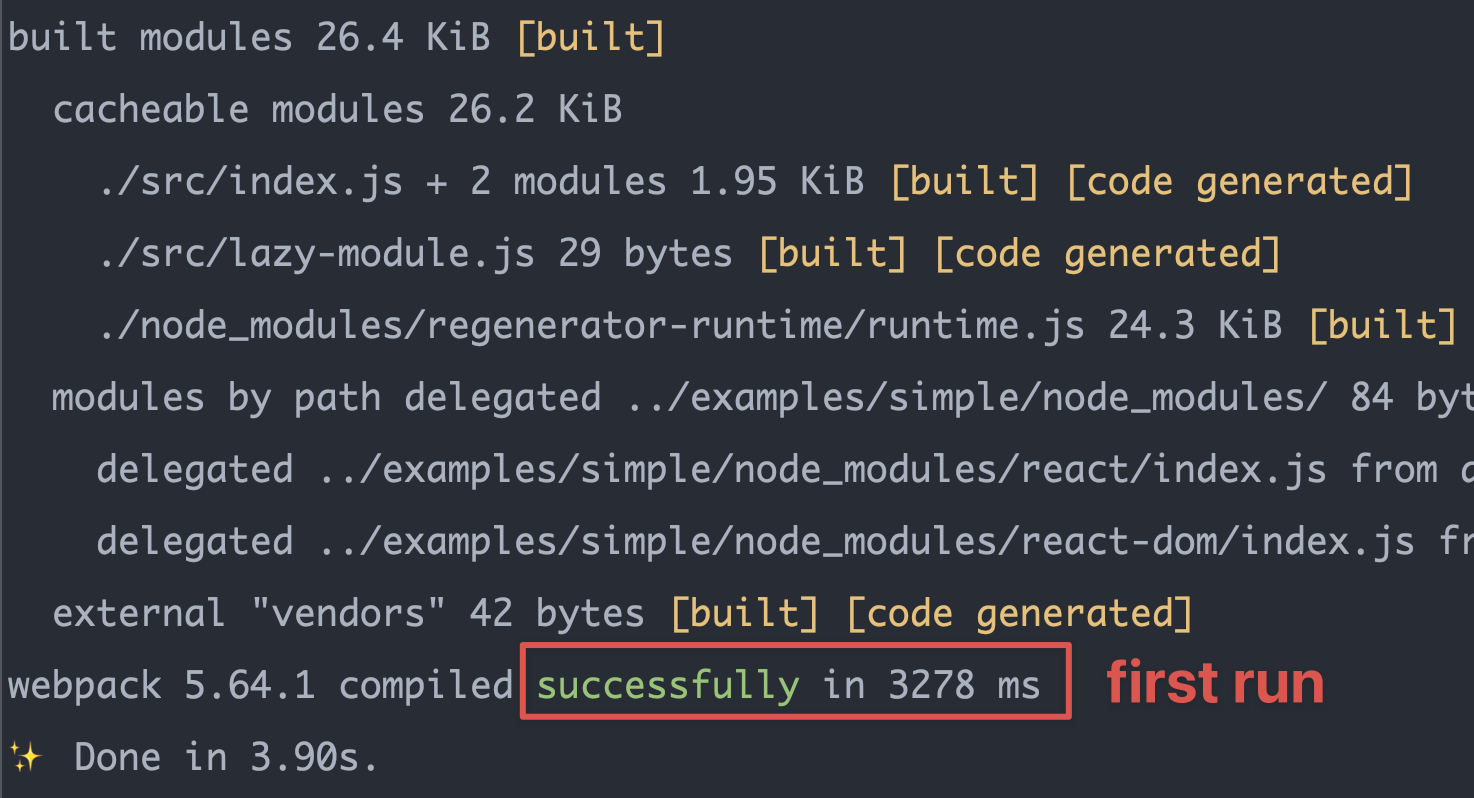 built modules 26.4 KiB [built]
cacheable modules 26.2 KiB
./src/index.js + 2 modules 1.95 KiB [built] [code generated]
./src/lazy-module.js 29 bytes [built] [code generated]
./node_modules/regenerator-runtime/runtime.js 24.3 KiB [built]
modules by path delegated ../examples/simple/node_modules/ 84 byt
delegated ../examples/simple/node_modules/react/index.js from
delegated ../examples/simple/node_modules/react-dom/index.js fr
external "vendors" 42 bytes [built] [code generated]
webpack 5.64.1 compiled successfully in 3278 ms first run
✨ Done in 3.90s.